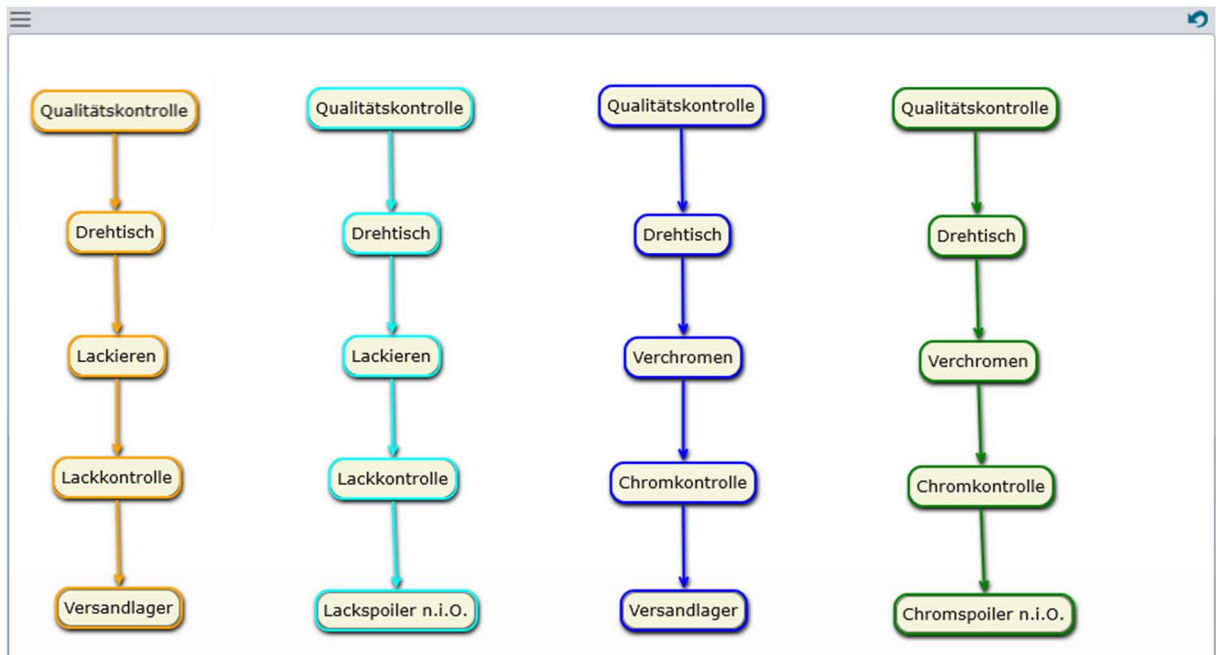 Qualitätskontrolle
Drehtisch
Lackieren
Lackkontrolle
Versandlager
Qualitätskontrolle
Drehtisch
Lackieren
Lackkontrolle
Lackspoiler n.i.O.
Qualitätskontrolle
Drehtisch
Verchromen
Chromkontrolle
Versandlager
Qualitätskontrolle
Drehtisch
Verchromen
Chromkontrolle
Chromspoiler n.i.O.